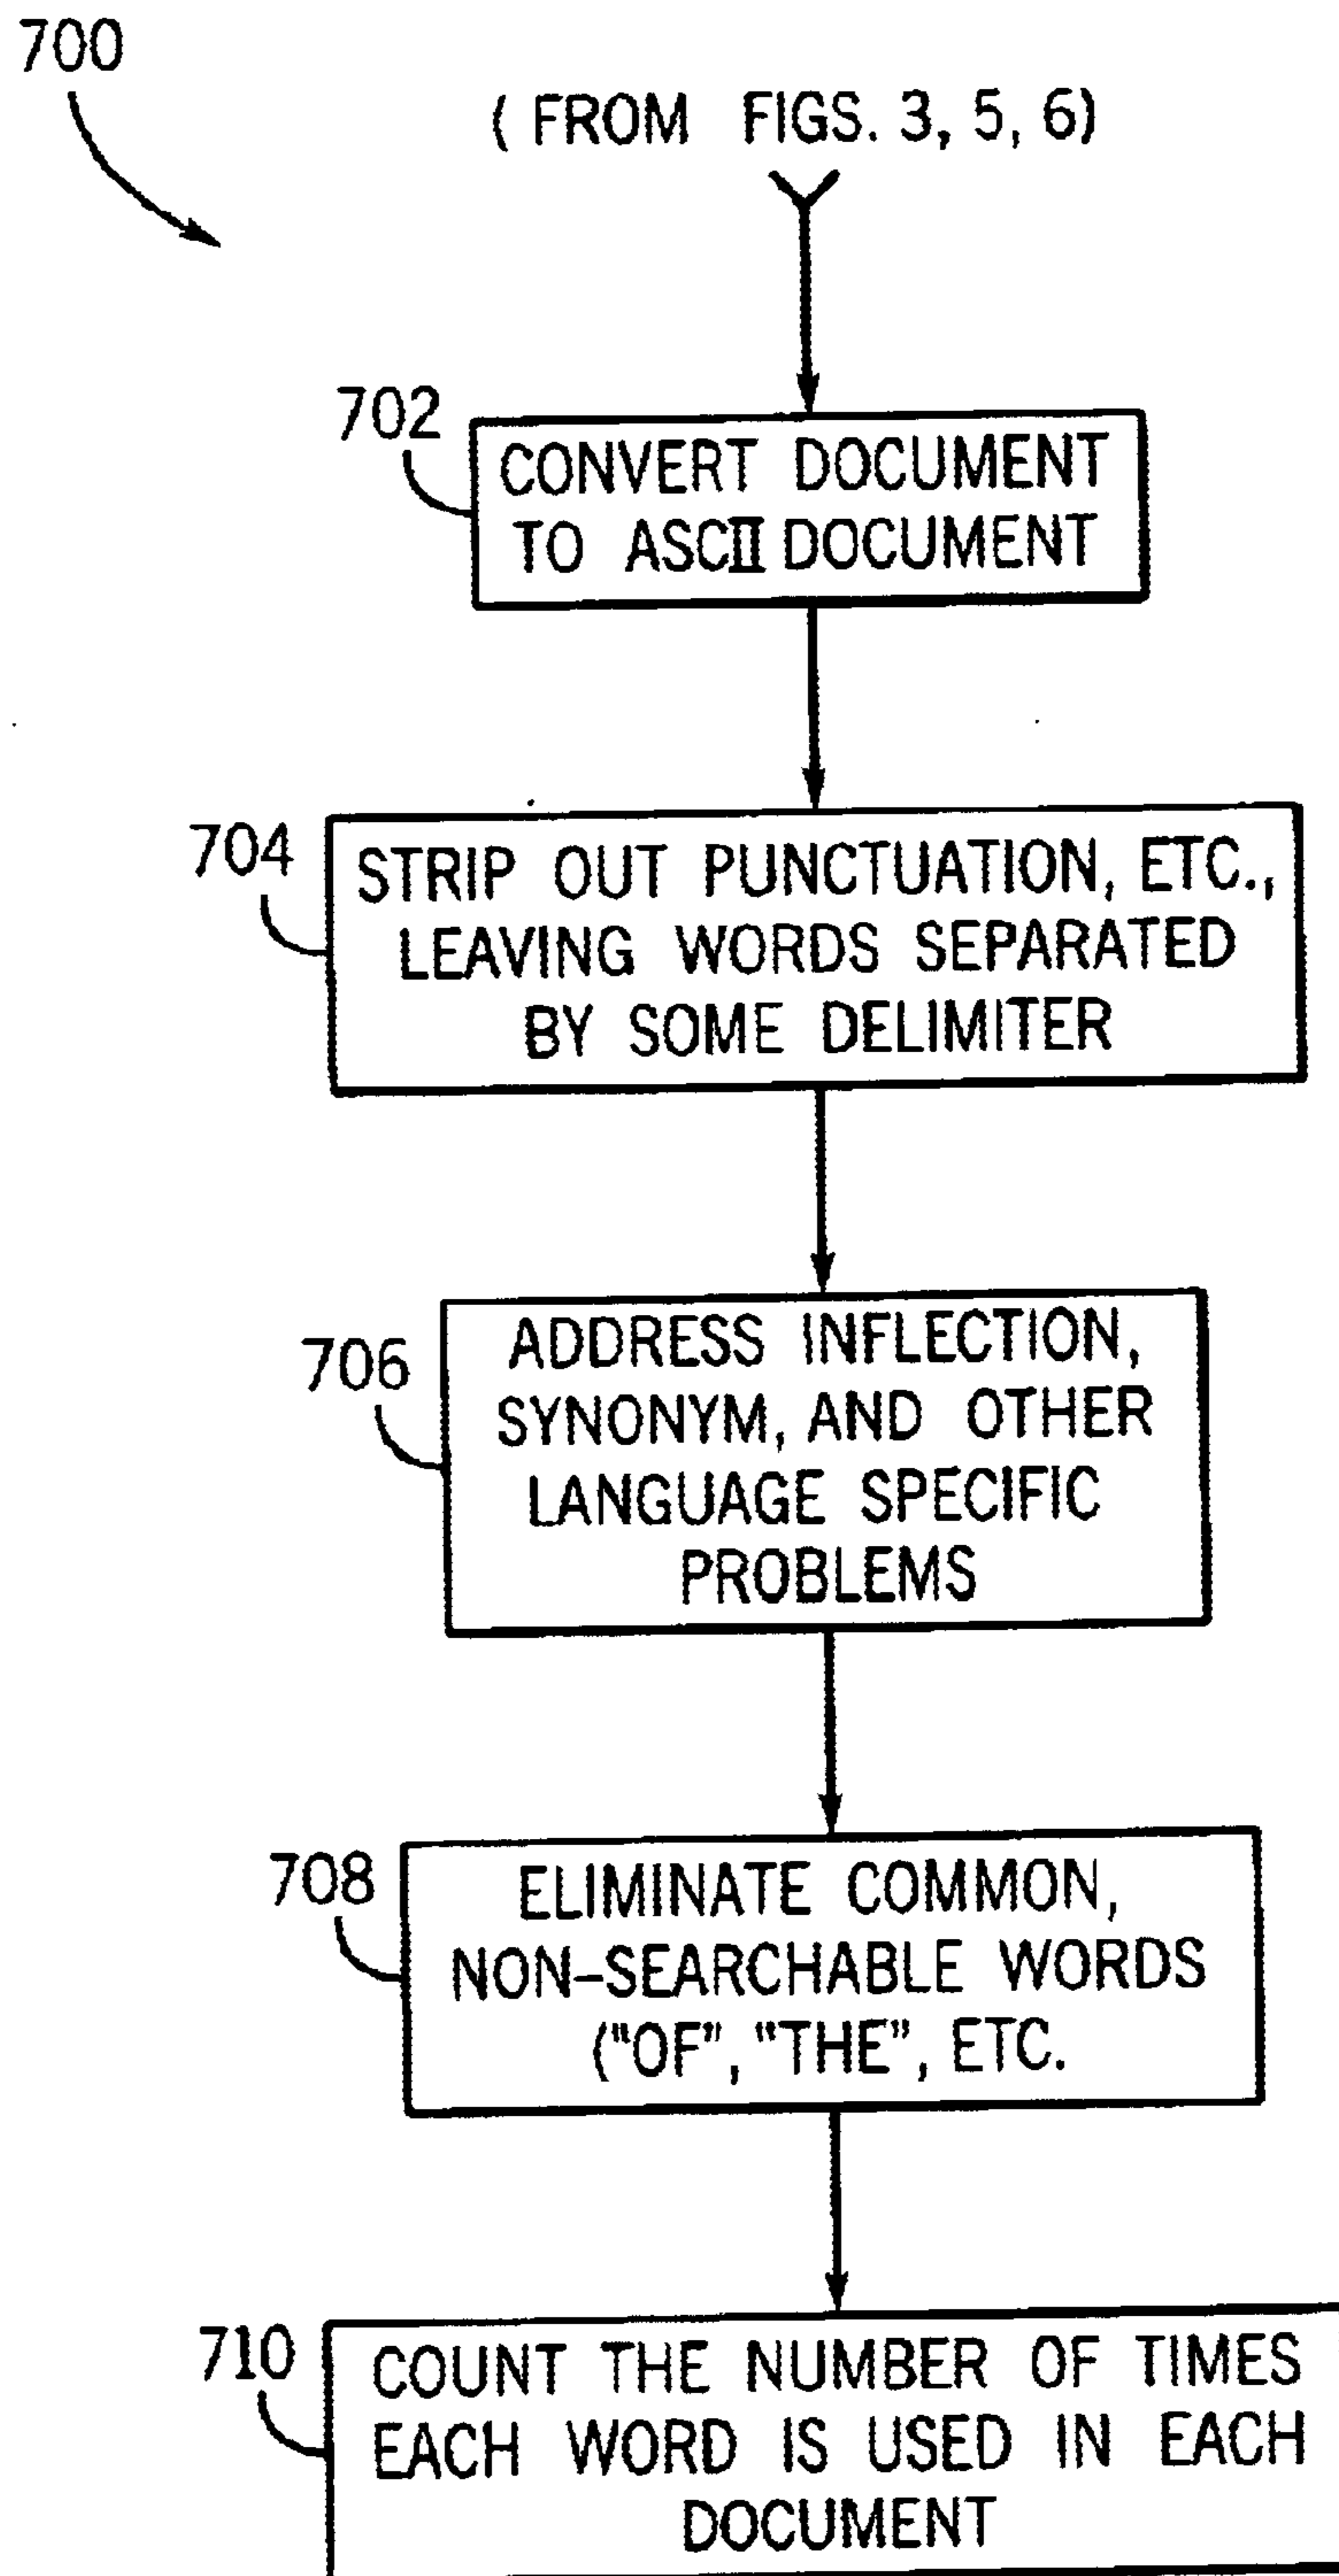 700
( FROM FIGS. 3, 5, 6)
702
CONVERT DOCUMENT
TO ASCII DOCUMENT
704
STRIP OUT PUNCTUATION, ETC.,
LEAVING WORDS SEPARATED
BY SOME DELIMITER
706
ADDRESS INFLECTION,
SYNONYM, AND OTHER
LANGUAGE SPECIFIC
PROBLEMS
708
ELIMINATE COMMON,
NON-SEARCHABLE WORDS
("OF", "THE", ETC.
710
COUNT THE NUMBER OF TIMES
EACH WORD IS USED IN EACH
DOCUMENT